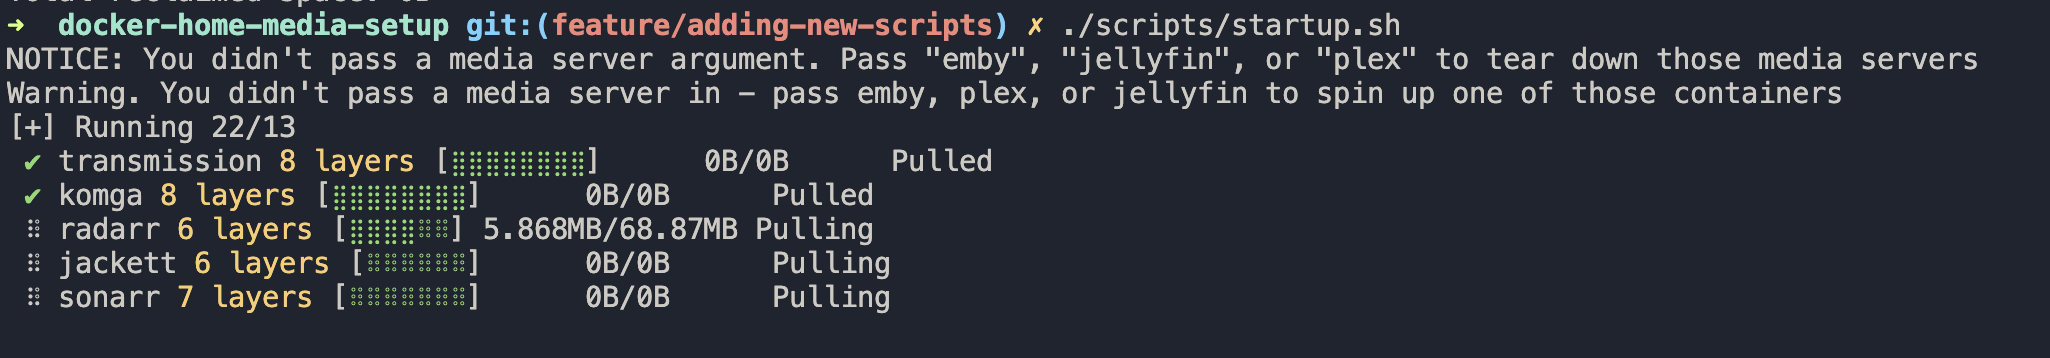 ➜  docker-home-media-setup git:(feature/adding-new-scripts) ✗ ./scripts/startup.sh
NOTICE: You didn't pass a media server argument. Pass "emby", "jellyfin", or "plex" to tear down those media servers
Warning. You didn't pass a media server in – pass emby, plex, or jellyfin to spin up one of those containers
[+] Running 22/13
✔ transmission 8 layers [⣿⣿⣿⣿⣿⣿⣿⣿] 0B/0B Pulled
✔ komga 8 layers [⣿⣿⣿⣿⣿⣿⣿⣿] 0B/0B Pulled
⠿ radarr 6 layers [⣿⣿⣿⣿⣀⣀] 5.868MB/68.87MB Pulling
⠿ jackett 6 layers [⣀⣀⣀⣀⣀⣀] 0B/0B Pulling
⠿ sonarr 7 layers [⣀⣀⣀⣀⣀⣀⣀] 0B/0B Pulling